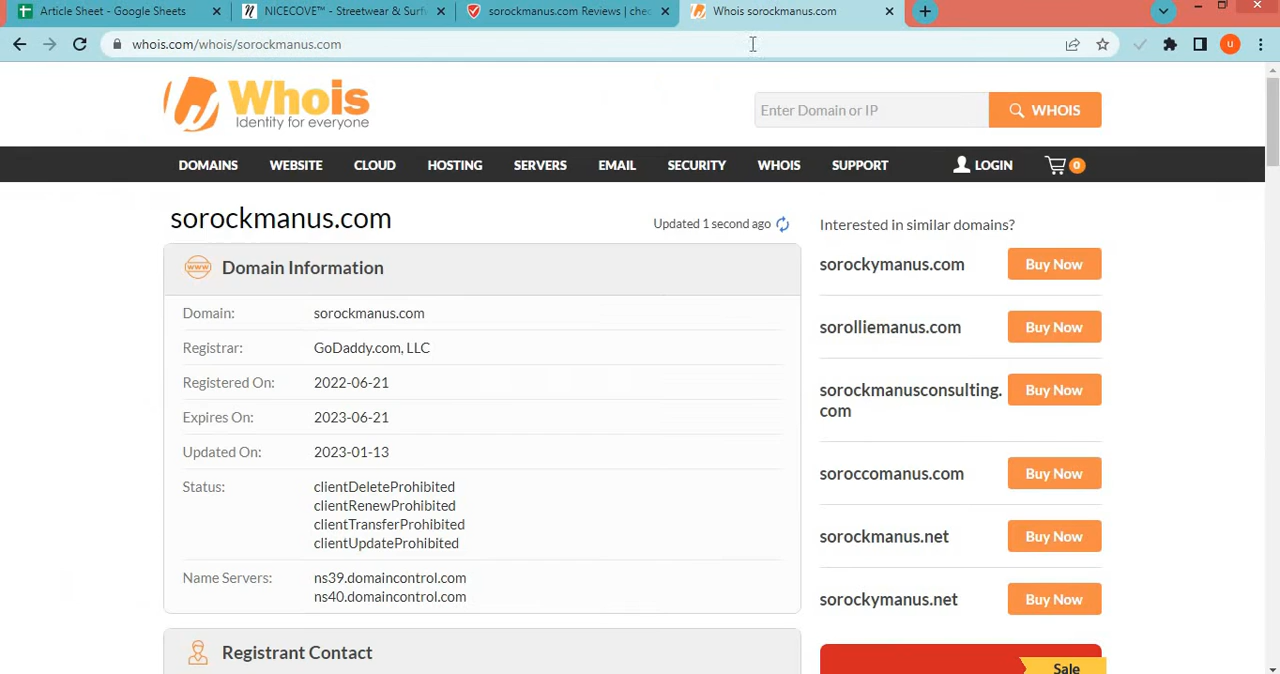 Article Sheet - Google Sheets
NICECOVE™ - Streetwear & Surf
sorockmanus.com Reviews | chec
Whois sorockmanus.com
whois.com/whois/sorockmanus.com
u
Whois
Identity for everyone
Enter Domain or IP
WHOIS
DOMAINS WEBSITE CLOUD HOSTING SERVERS EMAIL SECURITY WHOIS SUPPORT LOGIN 0
sorockmanus.com
Updated 1 second ago
www
Domain Information
Domain: sorockmanus.com
Registrar: GoDaddy.com, LLC
Registered On: 2022-06-21
Expires On: 2023-06-21
Updated On: 2023-01-13
Status: clientDeleteProhibited
clientRenewProhibited
clientTransferProhibited
clientUpdateProhibited
Name Servers: ns39.domaincontrol.com
ns40.domaincontrol.com
Registrant Contact
Interested in similar domains?
sorockymanus.com Buy Now
sorolliemanus.com Buy Now
sorockmanusconsulting.
com
Buy Now
soroccomanus.com Buy Now
sorockmanus.net Buy Now
sorockymanus.net Buy Now
Sale